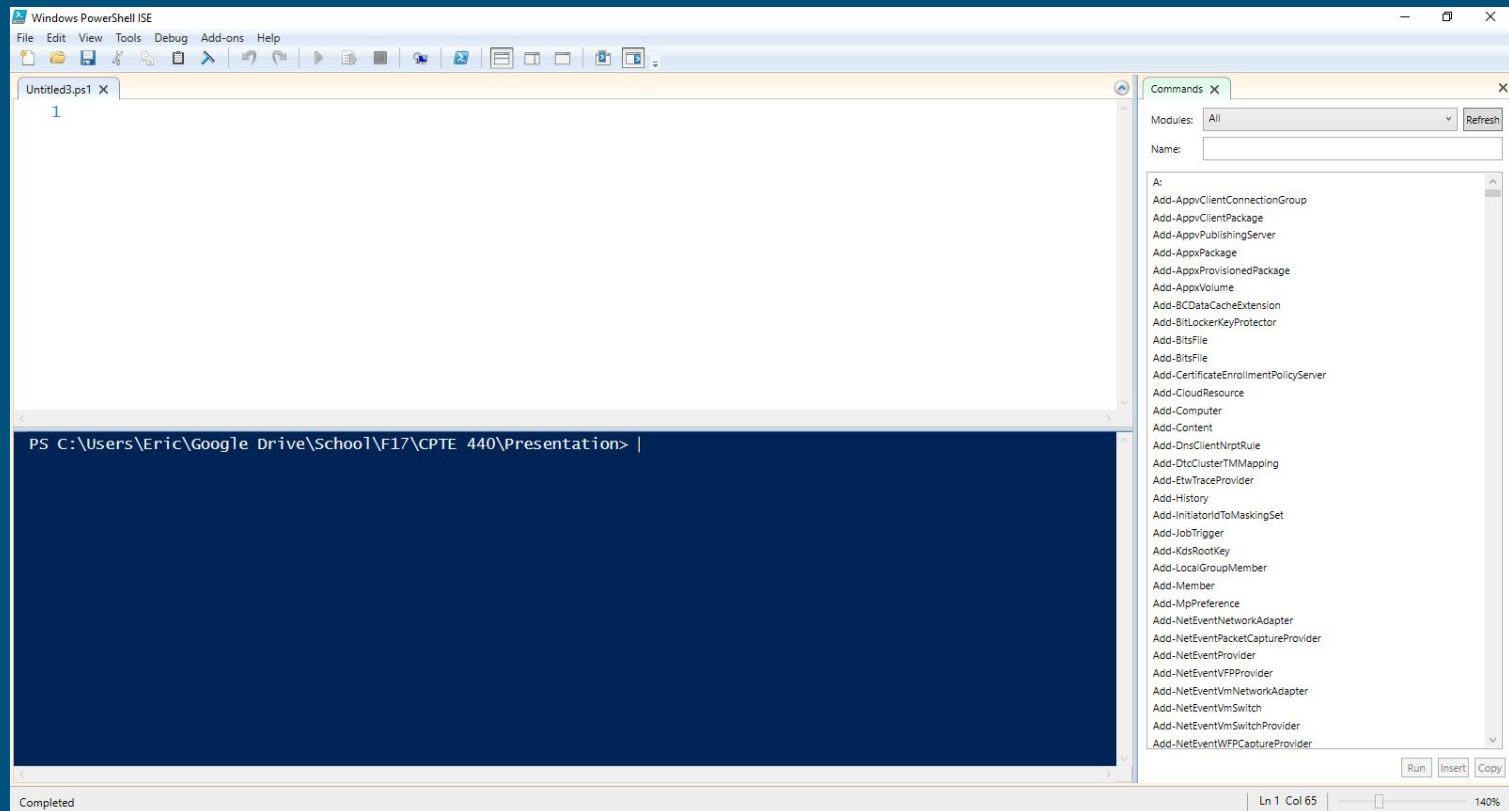 Windows PowerShell ISE
File Edit View Tools Debug Add-ons Help
Untitled3.ps1
1
PS C:\Users\Eric\Google Drive\School\F17\CPTE 440\Presentation>
Commands
Modules: All Refresh
Name:
A:
Add-AppvClientConnectionGroup
Add-AppvClientPackage
Add-AppvPublishingServer
Add-AppxPackage
Add-AppxProvisionedPackage
Add-AppxVolume
Add-BCDataCacheExtension
Add-BitLockerKeyProtector
Add-BitsFile
Add-BitsFile
Add-CertificateEnrollmentPolicyServer
Add-CloudResource
Add-Computer
Add-Content
Add-DnsClientNrptRule
Add-DtcClusterTMMapping
Add-EtwTraceProvider
Add-History
Add-InitiatorIdToMaskingSet
Add-JobTrigger
Add-KdsRootKey
Add-LocalGroupMember
Add-Member
Add-MpPreference
Add-NetEventNetworkAdapter
Add-NetEventPacketCaptureProvider
Add-NetEventProvider
Add-NetEventVFPProvider
Add-NetEventVmNetworkAdapter
Add-NetEventVmSwitch
Add-NetEventVmSwitchProvider
Add-NetEventWFPCaptureProvider
Run Insert Copy
Completed Ln 1 Col 65 140%